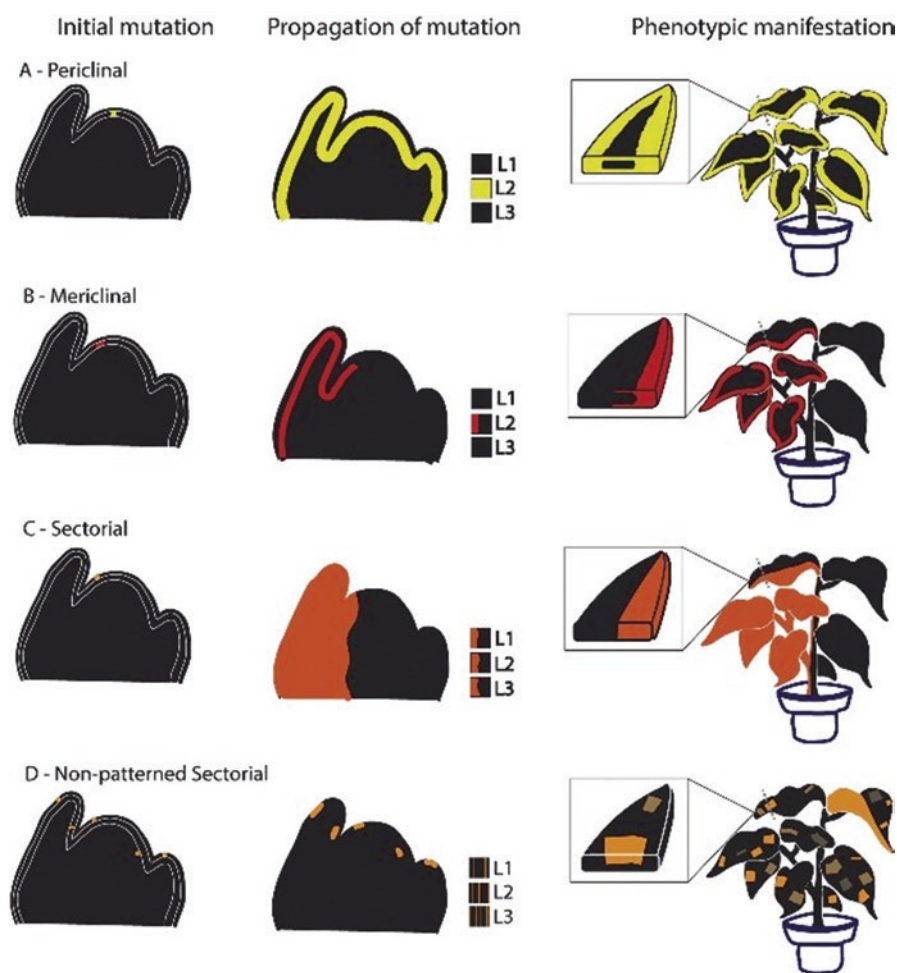 Initial mutation Propagation of mutation Phenotypic manifestation
A - Periclinal
L1
L2
L3
B - Mericlinal
L1
L2
L3
C - Sectorial
L1
L2
L3
D - Non-patterned Sectorial
L1
L2
L3